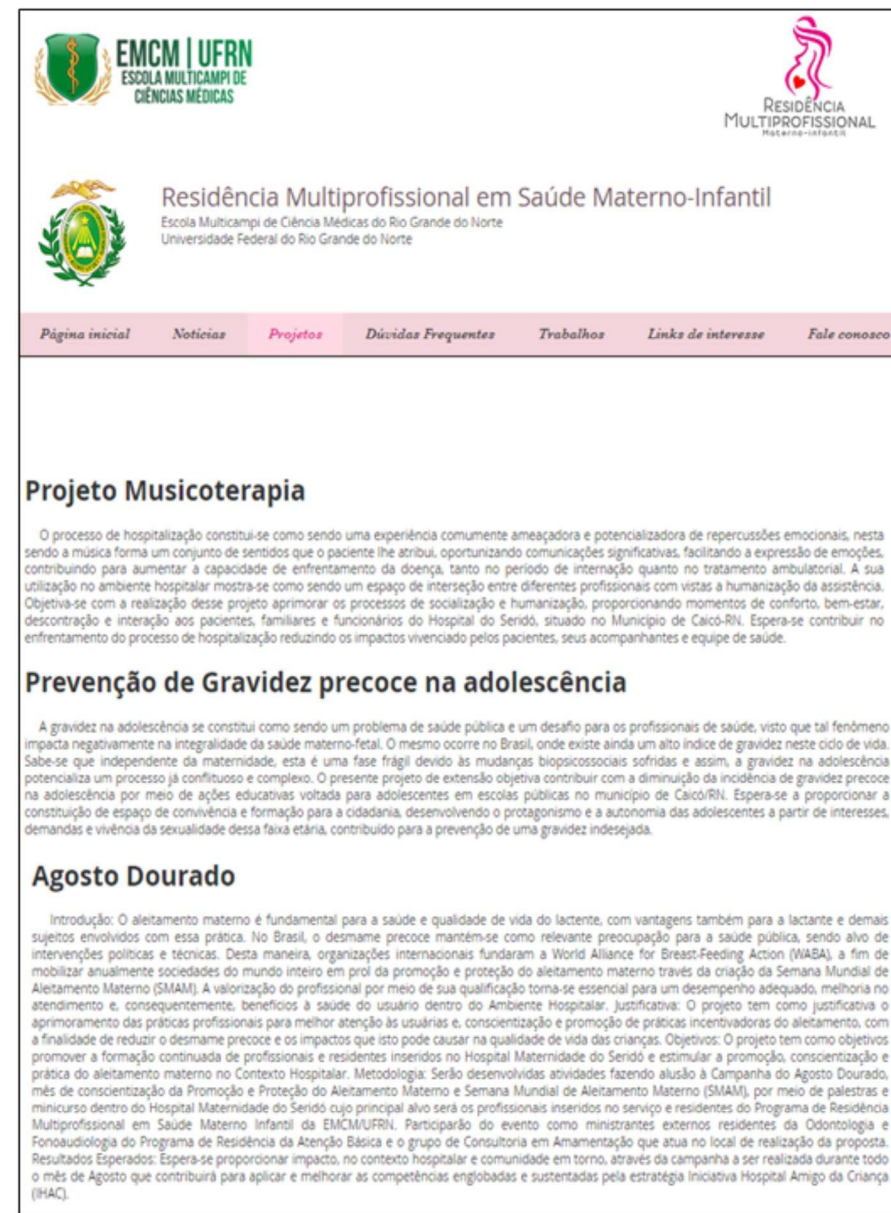 EMCM | UFRN
ESCOLA MULTICAMPI DE
CIÊNCIAS MÉDICAS
RESIDÊNCIA
MULTIPROFISSIONAL
Materno-infantil
Residência Multiprofissional em Saúde Materno-Infantil
Escola Multicampi de Ciência Médicas do Rio Grande do Norte
Universidade Federal do Rio Grande do Norte
Página inicial Notícias Projetos Dúvidas Frequentes Trabalhos Links de interesse Fale conosco
Projeto Musicoterapia
O processo de hospitalização constitui-se como sendo uma experiência comumente ameaçadora e potencializadora de repercussões emocionais, nesta
sendo a música forma um conjunto de sentidos que o paciente lhe atribui, oportunizando comunicações significativas, facilitando a expressão de emoções,
contribuindo para aumentar a capacidade de enfrentamento da doença, tanto no período de internação quanto no tratamento ambulatorial. A sua
utilização no ambiente hospitalar mostra-se como sendo um espaço de interseção entre diferentes profissionais com vistas a humanização da assistência.
Objetiva-se com a realização desse projeto aprimorar os processos de socialização e humanização, proporcionando momentos de conforto, bem-estar,
descontração e interação aos pacientes, familiares e funcionários do Hospital do Seridó, situado no Município de Caicó-RN. Espera-se contribuir no
enfrentamento do processo de hospitalização reduzindo os impactos vivenciado pelos pacientes, seus acompanhantes e equipe de saúde.
Prevenção de Gravidez precoce na adolescência
A gravidez na adolescência se constitui como sendo um problema de saúde pública e um desafio para os profissionais de saúde, visto que tal fenômeno
impacta negativamente na integralidade da saúde materno-fetal. O mesmo ocorre no Brasil, onde existe ainda um alto índice de gravidez neste ciclo de vida.
Sabe-se que independente da maternidade, esta é uma fase frágil devido às mudanças biopsicossociais sofridas e assim, a gravidez na adolescência
potencializa um processo já conflituoso e complexo. O presente projeto de extensão objetiva contribuir com a diminuição da incidência de gravidez precoce
na adolescência por meio de ações educativas voltada para adolescentes em escolas públicas no município de Caicó/RN. Espera-se a proporcionar a
constituição de espaço de convivência e formação para a cidadania, desenvolvendo o protagonismo e a autonomia das adolescentes a partir de interesses,
demandas e vivência da sexualidade dessa faixa etária, contribuído para a prevenção de uma gravidez indesejada.
Agosto Dourado
Introdução: O aleitamento materno é fundamental para a saúde e qualidade de vida do lactente, com vantagens também para a lactante e demais
sujeitos envolvidos com essa prática. No Brasil, o desmame precoce mantém-se como relevante preocupação para a saúde pública, sendo alvo de
intervenções políticas e técnicas. Desta maneira, organizações internacionais fundaram a World Alliance for Breast-Feeding Action (WABA), a fim de
mobilizar anualmente sociedades do mundo inteiro em prol da promoção e proteção do aleitamento materno través da criação da Semana Mundial de
Aleitamento Materno (SMAM). A valorização do profissional por meio de sua qualificação torna-se essencial para um desempenho adequado, melhoria no
atendimento e, consequentemente, benefícios à saúde do usuário dentro do Ambiente Hospitalar. Justificativa: O projeto tem como justificativa o
aprimoramento das práticas profissionais para melhor atenção às usuárias e, conscientização e promoção de práticas incentivadoras do aleitamento, com
a finalidade de reduzir o desmame precoce e os impactos que isto pode causar na qualidade de vida das crianças. Objetivos: O projeto tem como objetivos
promover a formação continuada de profissionais e residentes inseridos no Hospital Maternidade do Seridó e estimular a promoção, conscientização e
prática do aleitamento materno no Contexto Hospitalar. Metodologia: Serão desenvolvidas atividades fazendo alusão à Campanha do Agosto Dourado,
mês de conscientização da Promoção e Proteção do Aleitamento Materno e Semana Mundial de Aleitamento Materno (SMAM), por meio de palestras e
minicurso dentro do Hospital Maternidade do Seridó cujo principal alvo será os profissionais inseridos no serviço e residentes do Programa de Residência
Multiprofissional em Saúde Materno Infantil da EMCM/UFRN. Participarão do evento como ministrantes externos residentes da Odontologia e
Fonoaudiologia do Programa de Residência da Atenção Básica e o grupo de Consultoria em Amamentação que atua no local de realização da proposta.
Resultados Esperados: Espera-se proporcionar impacto, no contexto hospitalar e comunidade em torno, através da campanha a ser realizada durante todo
o mês de Agosto que contribuirá para aplicar e melhorar as competências englobadas e sustentadas pela estratégia Iniciativa Hospital Amigo da Criança
(IHAC).